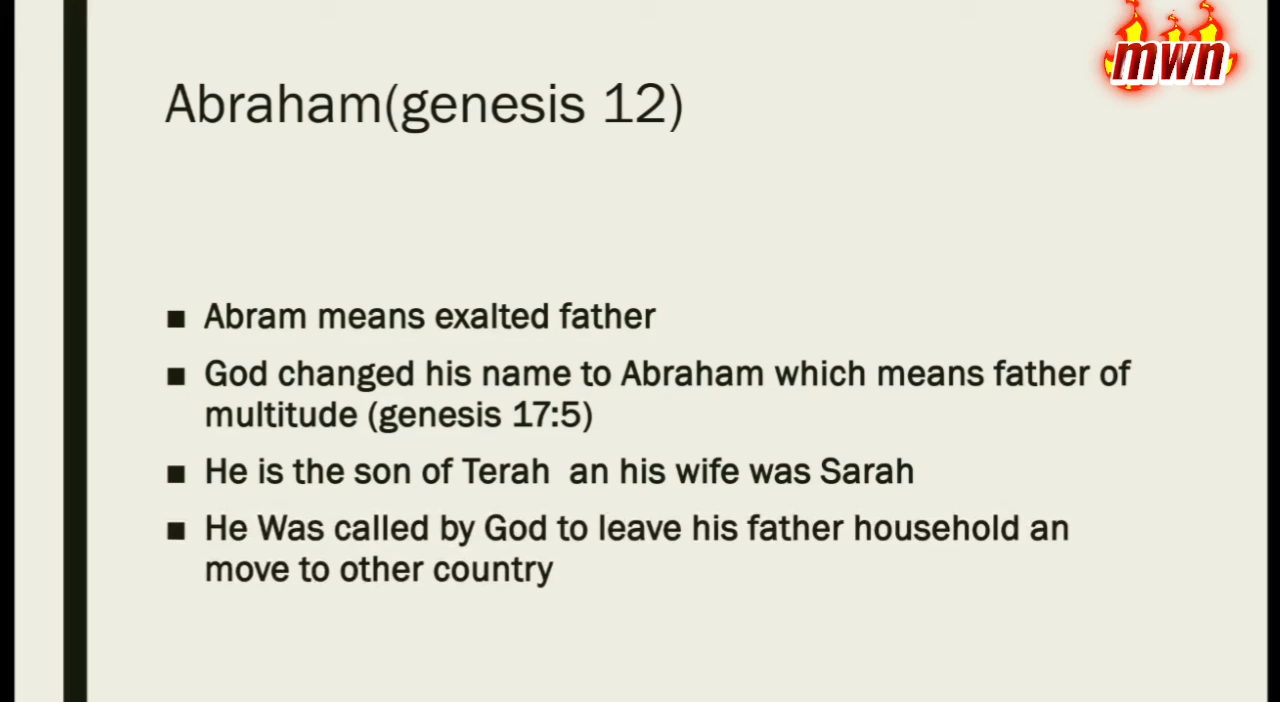 mwn
Abraham(genesis 12)
■ Abram means exalted father
■ God changed his name to Abraham which means father of
multitude (genesis 17:5)
■ He is the son of Terah  an his wife was Sarah
■ He Was called by God to leave his father household an
move to other country